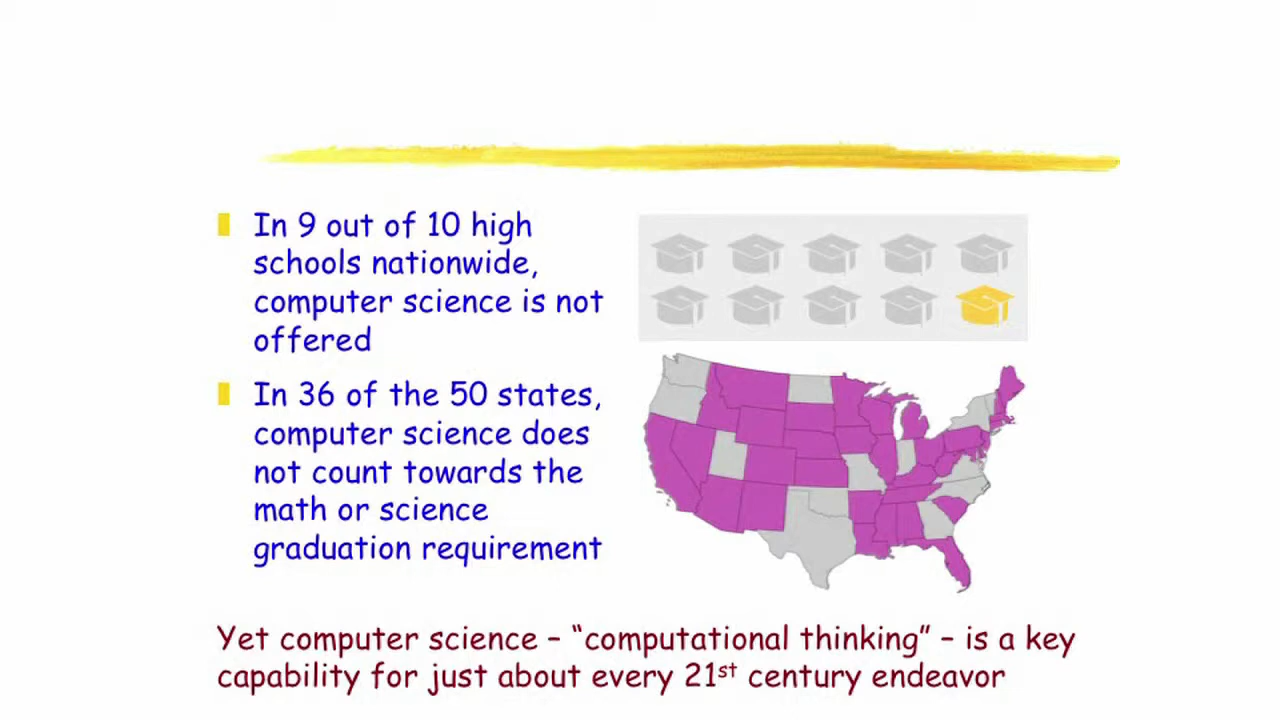 In 9 out of 10 high
schools nationwide,
computer science is not
offered
In 36 of the 50 states,
computer science does
not count towards the
math or science
graduation requirement
Yet computer science – “computational thinking” – is a key
capability for just about every 21st century endeavor